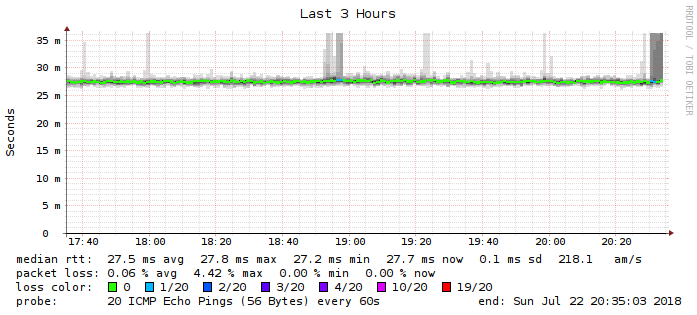 Last 3 Hours
RRDTOOL / TOBI OETIKER
Seconds
35 m
30 m
25 m
20 m
15 m
10 m
5 m
0
17:40 18:00 18:20 18:40 19:00 19:20 19:40 20:00 20:20
median rtt: 27.5 ms avg 27.8 ms max 27.2 ms min 27.7 ms now 0.1 ms sd 218.1 am/s
packet loss: 0.06 % avg 4.42 % max 0.00 % min 0.00 % now
loss color: 0 1/20 2/20 3/20 4/20 10/20 19/20
probe: 20 ICMP Echo Pings (56 Bytes) every 60s end: Sun Jul 22 20:35:03 2018